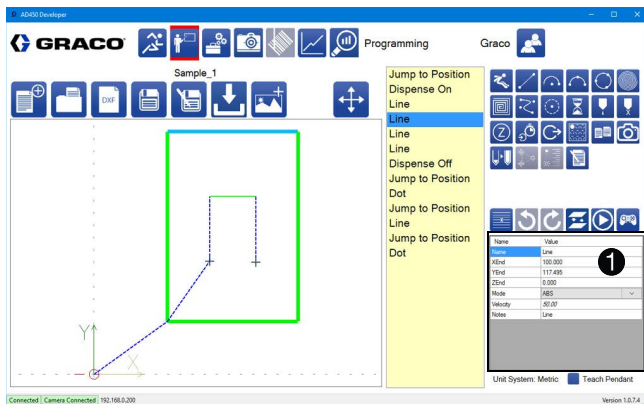 AD450 Developer
GRACO
Programming
Graco
Sample_1
DXF
Jump to Position
Dispense On
Line
Line
Line
Line
Dispense Off
Jump to Position
Dot
Jump to Position
Line
Jump to Position
Dot
Z
Name Value
Name Line
XEnd 100.000
YEnd 117.495
ZEnd 0.000
Mode ABS
Velocity 50.00
Notes Line
1
Y
X
Unit System: Metric Teach Pendant
Connected Camera Connected 192.168.0.200 Version 1.0.7.4